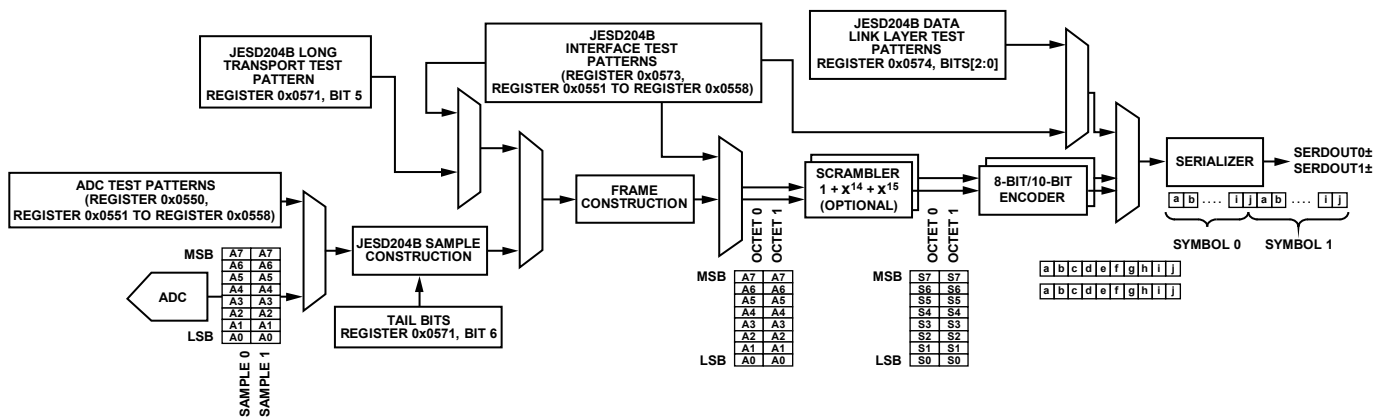 JESD204B LONG
TRANSPORT TEST
PATTERN
REGISTER 0x0571, BIT 5
JESD204B
INTERFACE TEST
PATTERNS
(REGISTER 0x0573,
REGISTER 0x0551 TO REGISTER 0x0558)
JESD204B DATA
LINK LAYER TEST
PATTERNS
REGISTER 0x0574, BITS[2:0]
ADC TEST PATTERNS
(REGISTER 0x0550,
REGISTER 0x0551 TO REGISTER 0x0558)
ADC
MSB
A7 A7
A6 A6
A5 A5
A4 A4
A3 A3
A2 A2
A1 A1
LSB
A0 A0
SAMPLE 0
SAMPLE 1
JESD204B SAMPLE
CONSTRUCTION
TAIL BITS
REGISTER 0x0571, BIT 6
FRAME
CONSTRUCTION
OCTET 0
OCTET 1
MSB
A7 A7
A6 A6
A5 A5
A4 A4
A3 A3
A2 A2
A1 A1
LSB
A0 A0
SCRAMBLER
1 + x14 + x15
(OPTIONAL)
OCTET 0
OCTET 1
MSB
S7 S7
S6 S6
S5 S5
S4 S4
S3 S3
S2 S2
S1 S1
LSB
S0 S0
8-BIT/10-BIT
ENCODER
a b c d e f g h i j
a b c d e f g h i j
SERIALIZER
SERDOUT0±
SERDOUT1±
a b .... i j a b .... i j
SYMBOL 0 SYMBOL 1